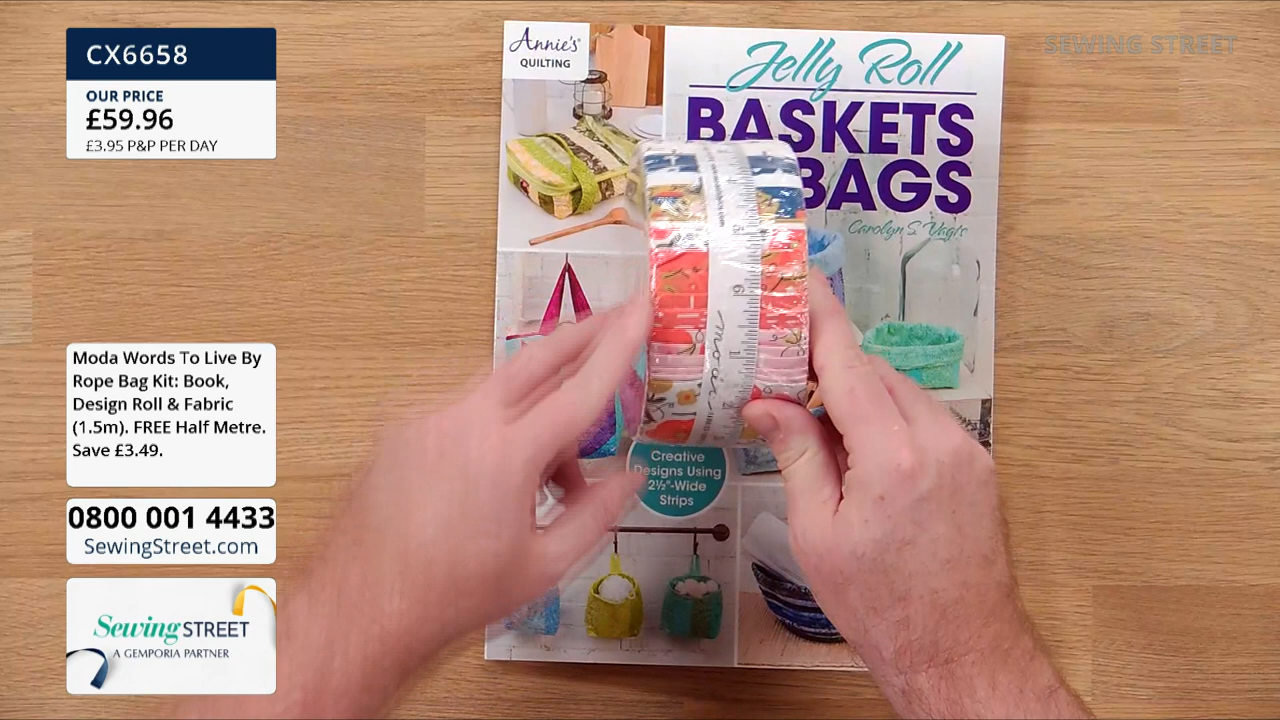 CX6658
OUR PRICE
£59.96
£3.95 P&P PER DAY
Moda Words To Live By
Rope Bag Kit: Book,
Design Roll & Fabric
(1.5m). FREE Half Metre.
Save £3.49.
0800 001 4433
SewingStreet.com
Sewing STREET
A GEMPORIA PARTNER
SEWING STREET
Annie's®
QUILTING
Jelly Roll
BASKETS
BAGS
Carolyn S. Vagts
moda
Creative
Designs Using
2½"-Wide
Strips